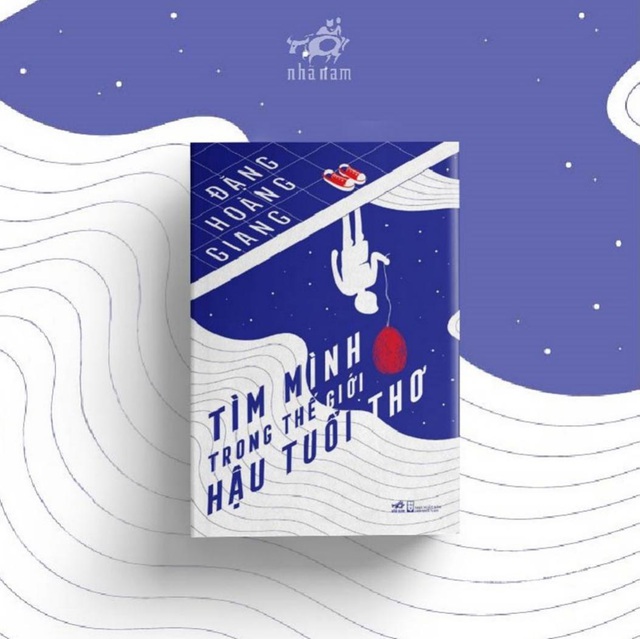 nhã nam
ĐẶNG
HOÀNG
GIANG
TÌM MÌNH
TRONG THẾ GIỚI
HẬU TUỔI THƠ